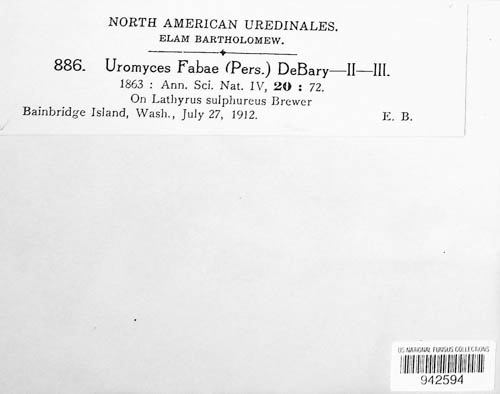 NORTH AMERICAN UREDINALES.
ELAM BARTHOLOMEW.
886. Uromyces Fabae (Pers.) DeBary—II—III.
1863 : Ann. Sci. Nat. IV, 20 : 72.
On Lathyrus sulphureus Brewer
Bainbridge Island, Wash., July 27, 1912. E. B.
US NATIONAL FUNGUS COLLECTIONS
942594